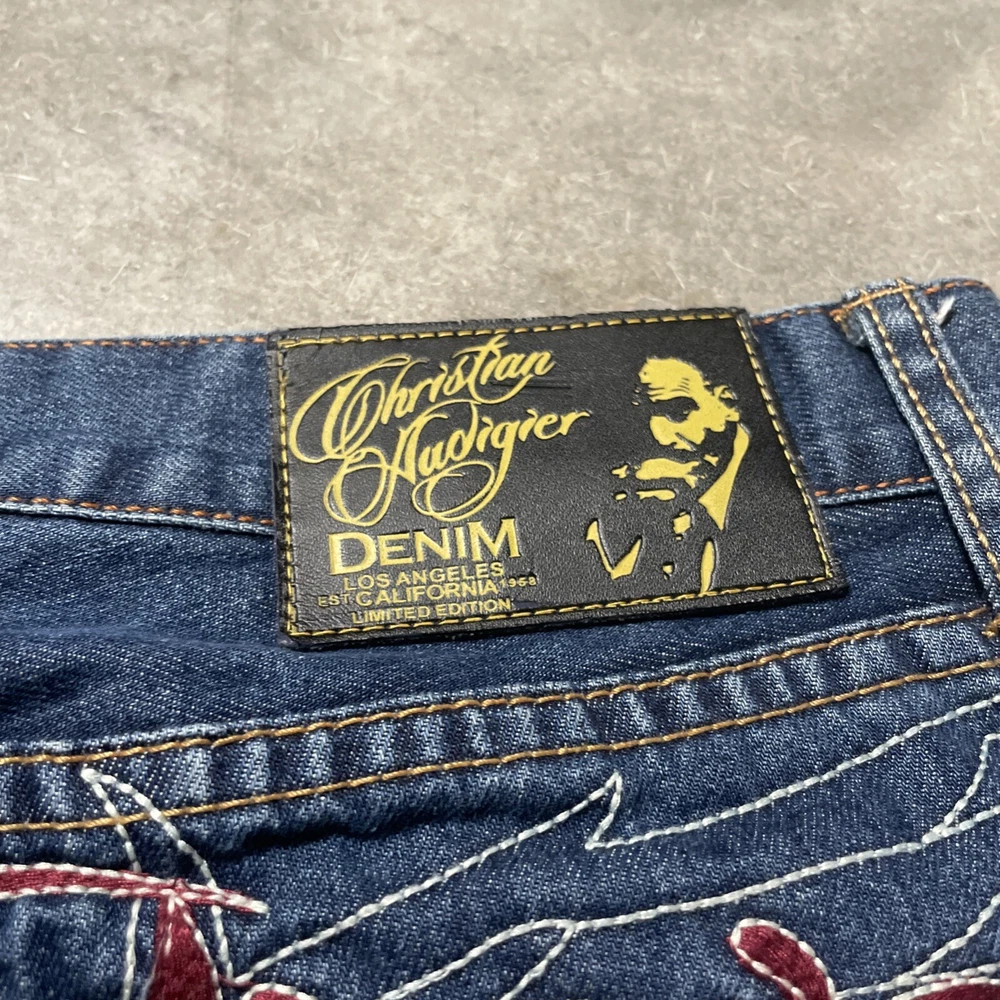 Christian
Audigier
DENIM
LOS ANGELES
EST CALIFORNIA 1958
LIMITED EDITION